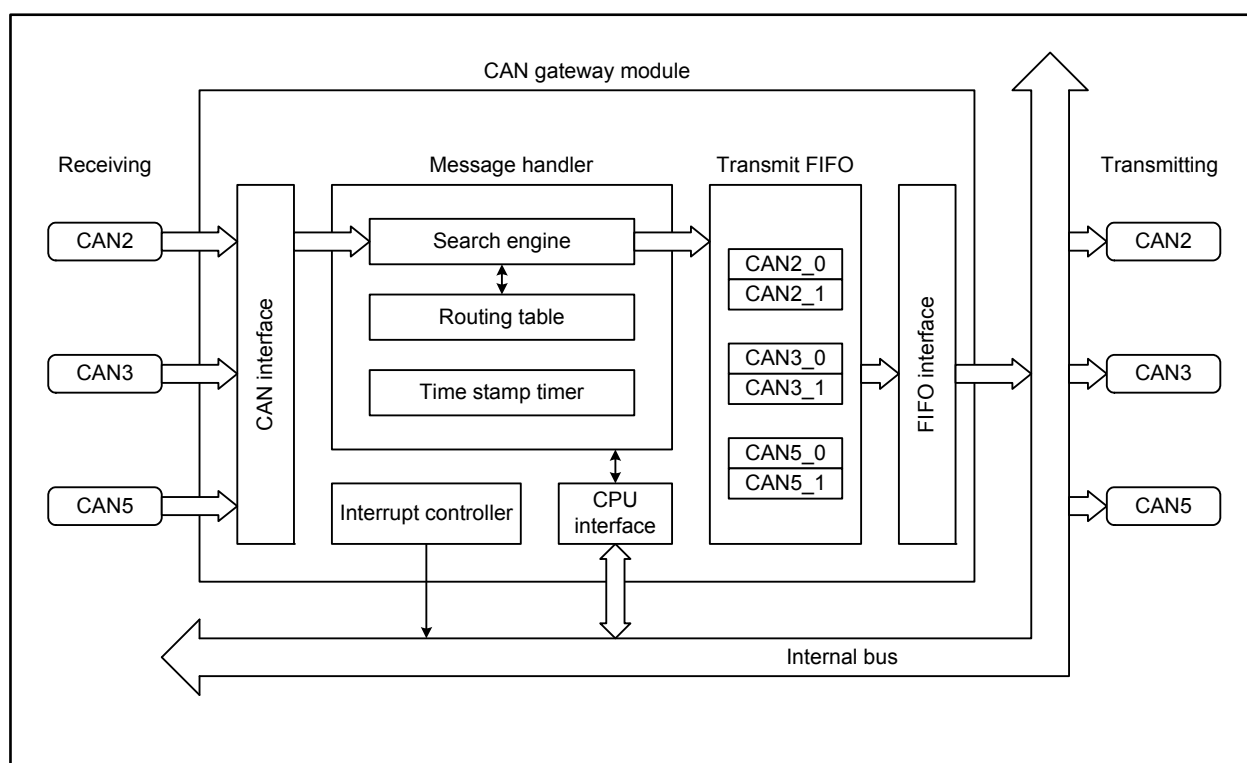 CAN gateway module
Receiving
Message handler
Transmit FIFO
Transmitting
CAN2
CAN3
CAN5
CAN interface
Search engine
Routing table
Time stamp timer
Interrupt controller
CPU
interface
CAN2_0
CAN2_1
CAN3_0
CAN3_1
CAN5_0
CAN5_1
FIFO interface
CAN2
CAN3
CAN5
Internal bus